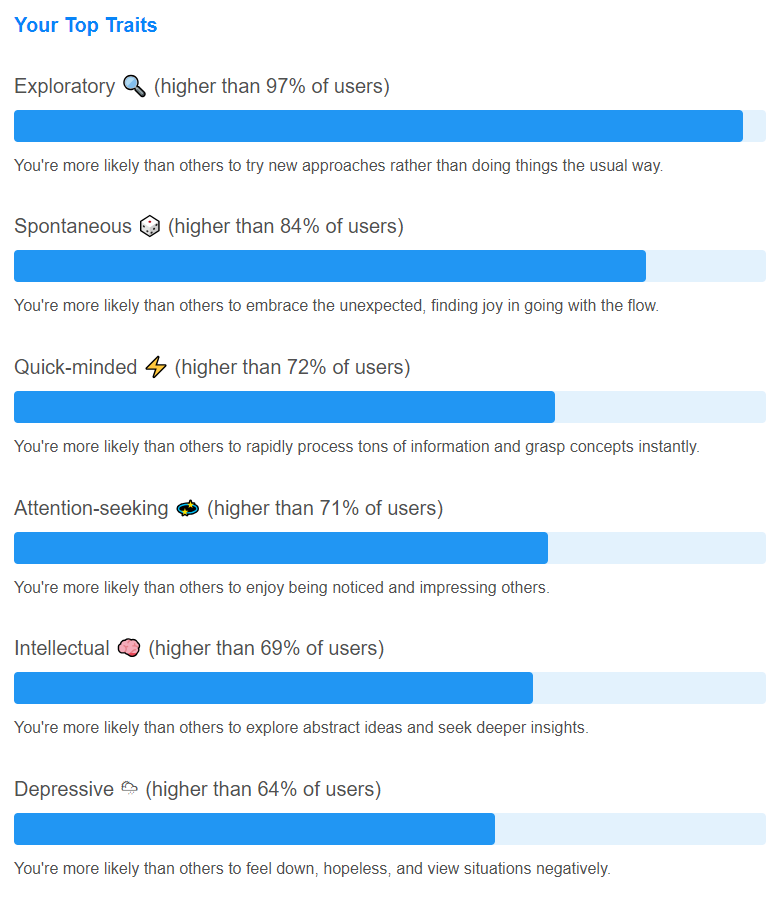 Your Top Traits
Exploratory 🔍 (higher than 97% of users)
You're more likely than others to try new approaches rather than doing things the usual way.
Spontaneous 🎲 (higher than 84% of users)
You're more likely than others to embrace the unexpected, finding joy in going with the flow.
Quick-minded ⚡ (higher than 72% of users)
You're more likely than others to rapidly process tons of information and grasp concepts instantly.
Attention-seeking 💫 (higher than 71% of users)
You're more likely than others to enjoy being noticed and impressing others.
Intellectual 🧠 (higher than 69% of users)
You're more likely than others to explore abstract ideas and seek deeper insights.
Depressive 🌧 (higher than 64% of users)
You're more likely than others to feel down, hopeless, and view situations negatively.